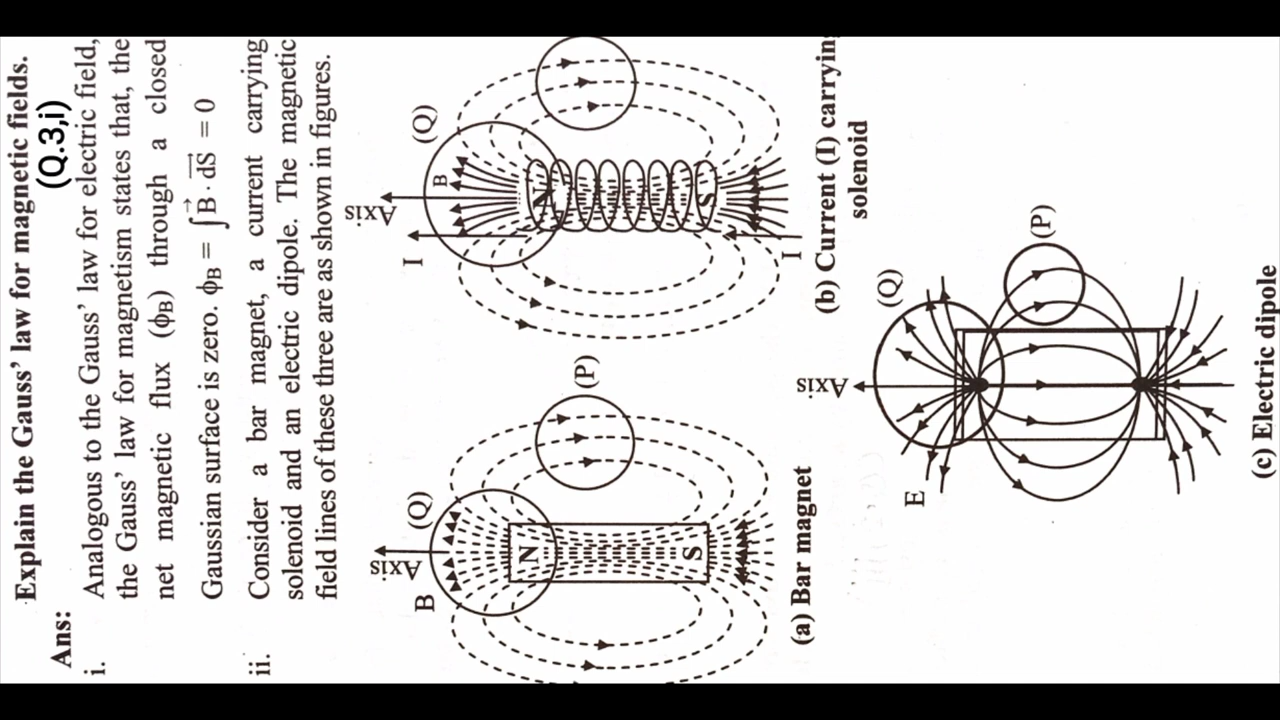 Explain the Gauss' law for magnetic fields.
(Q.3,i)
Ans:
i. Analogous to the Gauss' law for electric field,
the Gauss' law for magnetism states that, the
net magnetic flux (ϕB) through a closed
Gaussian surface is zero. ϕB = ∫B⃗ · dS⃗ = 0
ii. Consider a bar magnet, a current carrying
solenoid and an electric dipole. The magnetic
field lines of these three are as shown in figures.
Axis
B
(Q)
(P)
N
S
(a) Bar magnet
Axis
I
B
(Q)
N
S
I
(b) Current (I) carryin
solenoid
Axis
E
(Q)
(P)
(c) Electric dipole